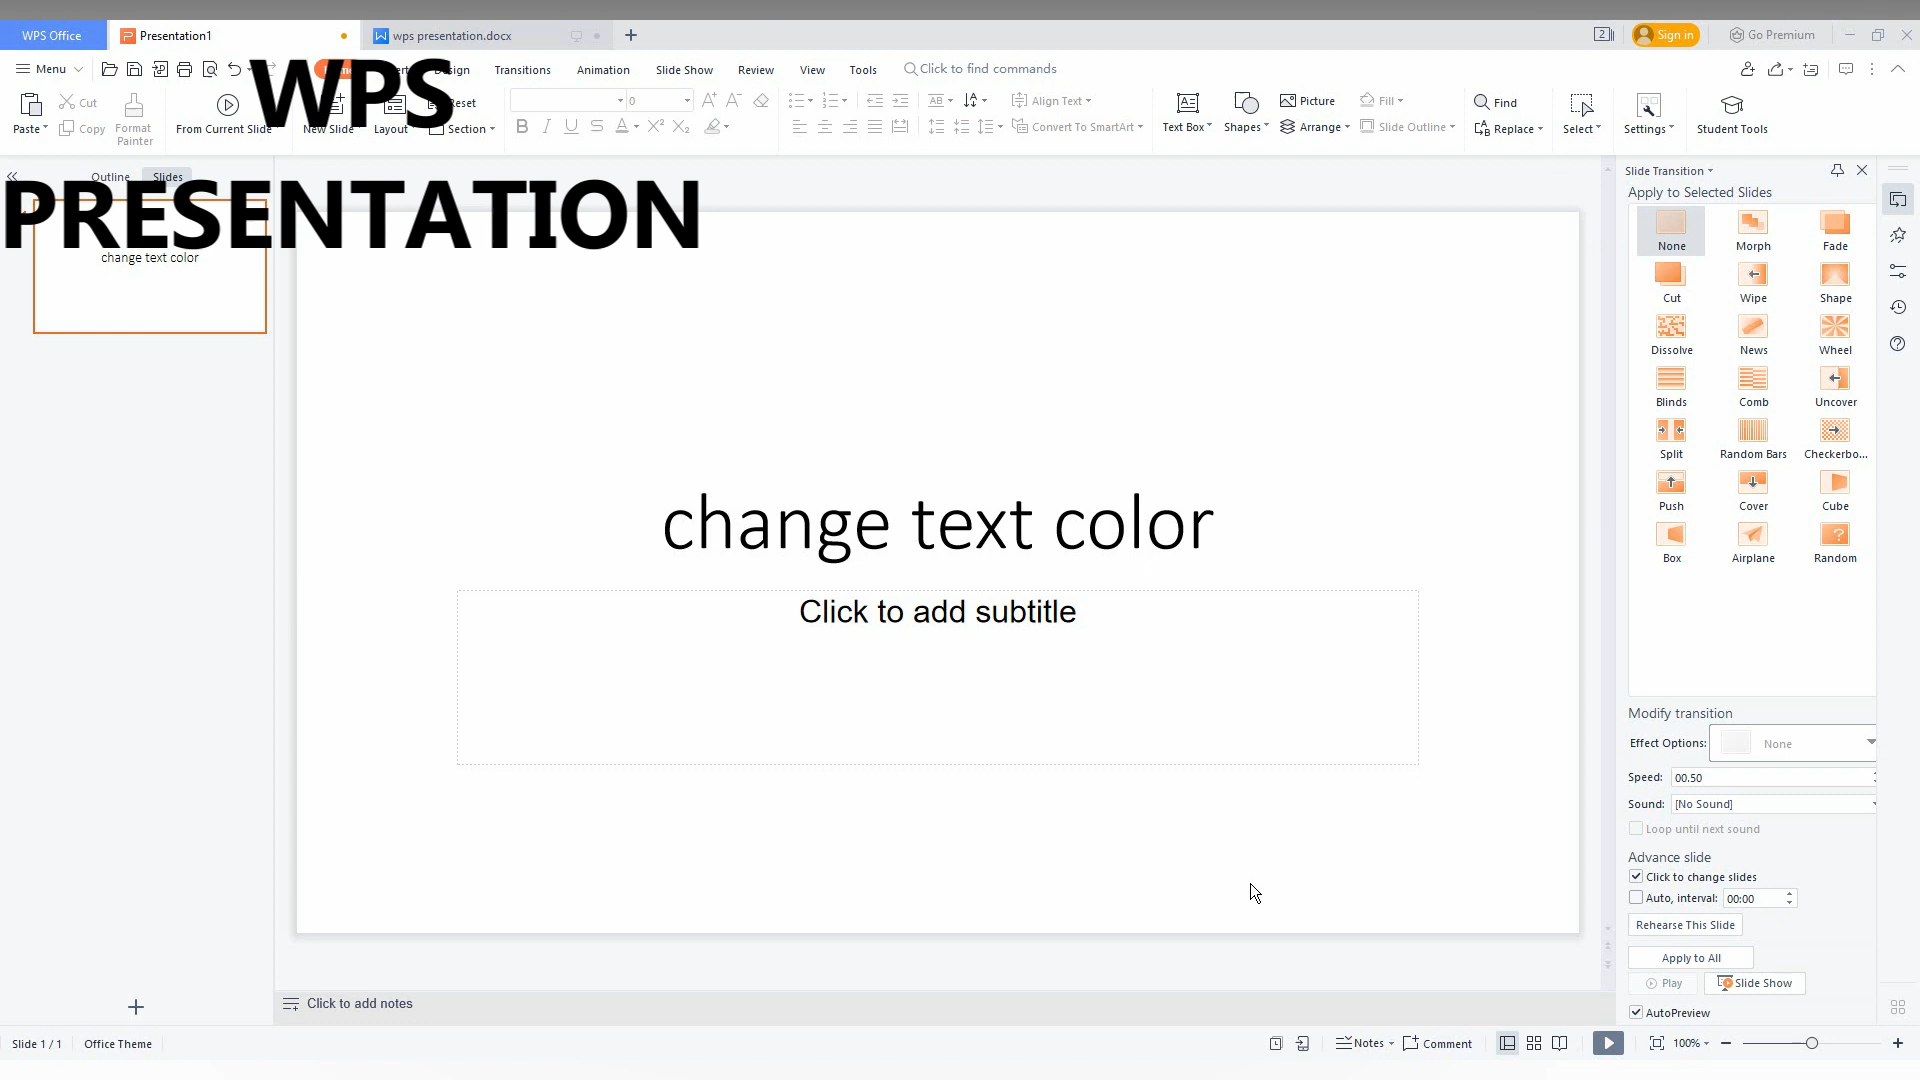 WPS Office
Presentation1
wps presentation.docx
2
Sign in
Go Premium
Menu
Transitions
Animation
Slide Show
Review
View
Tools
Click to find commands
WPS
PRESENTATION
Paste
Cut
Copy
Format
Painter
From Current Slide
New Slide
Layout
Reset
Section
0
Align Text
Convert To SmartArt
Text Box
Shapes
Picture
Arrange
Fill
Slide Outline
Find
Replace
Select
Settings
Student Tools
Outline
Slides
change text color
change text color
Click to add subtitle
Slide Transition
Apply to Selected Slides
None
Morph
Fade
Cut
Wipe
Shape
Dissolve
News
Wheel
Blinds
Comb
Uncover
Split
Random Bars
Checkerbo...
Push
Cover
Cube
Box
Airplane
Random
Modify transition
Effect Options: None
Speed: 00.50
Sound: [No Sound]
Loop until next sound
Advance slide
Click to change slides
Auto, interval: 00:00
Rehearse This Slide
Apply to All
Play
Slide Show
AutoPreview
Click to add notes
Slide 1 / 1
Office Theme
Notes
Comment
100%